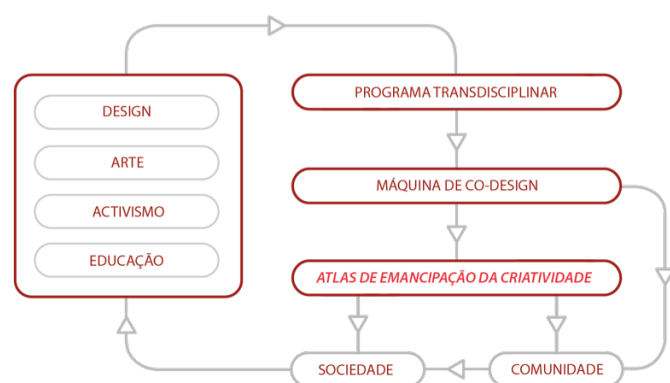 DESIGN
ARTE
ACTIVISMO
EDUCAÇÃO
PROGRAMA TRANSDISCIPLINAR
MÁQUINA DE CO-DESIGN
ATLAS DE EMANCIPAÇÃO DA CRIATIVIDADE
SOCIEDADE
COMUNIDADE